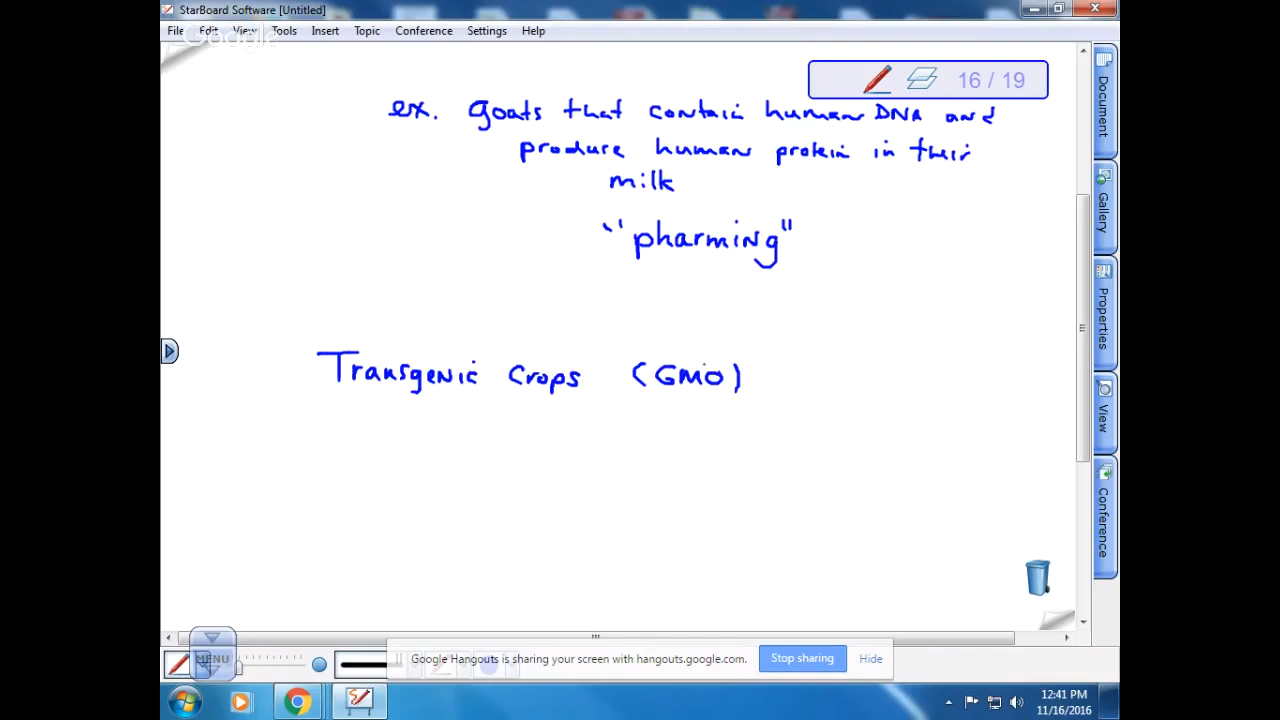 StarBoard Software [Untitled]
File Edit View Tools Insert Topic Conference Settings Help
Google
16 / 19
ex. Goats that contain human DNA and
produce human protein in their
milk
"pharming"
Transgenic Crops (GMO)
Document
Gallery
Properties
View
Conference
MENU
Google Hangouts is sharing your screen with hangouts.google.com.
Stop sharing
Hide
12:41 PM
11/16/2016